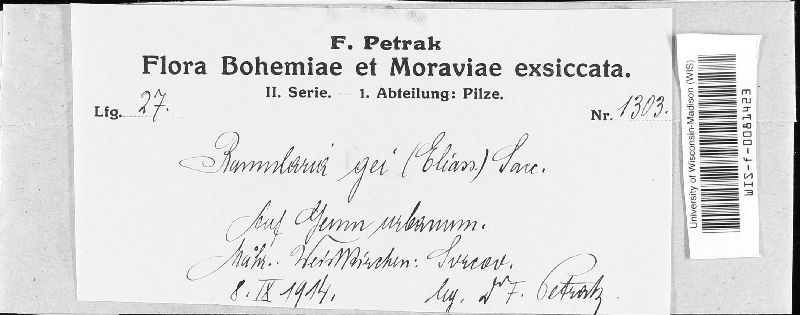 F. Petrak
Flora Bohemiae et Moraviae exsiccata.
II. Serie. — 1. Abteilung: Pilze.
Lfg. 27.
Nr. 1303.
Ramularia gei (Eliass.) Sacc.
Auf Geum urbanum.
Mähr.- Weisskirchen: Svrcov.
8. IX 1914. leg. Dr F. Petrak.
University of Wisconsin-Madison (WIS)
WIS-f-0081943